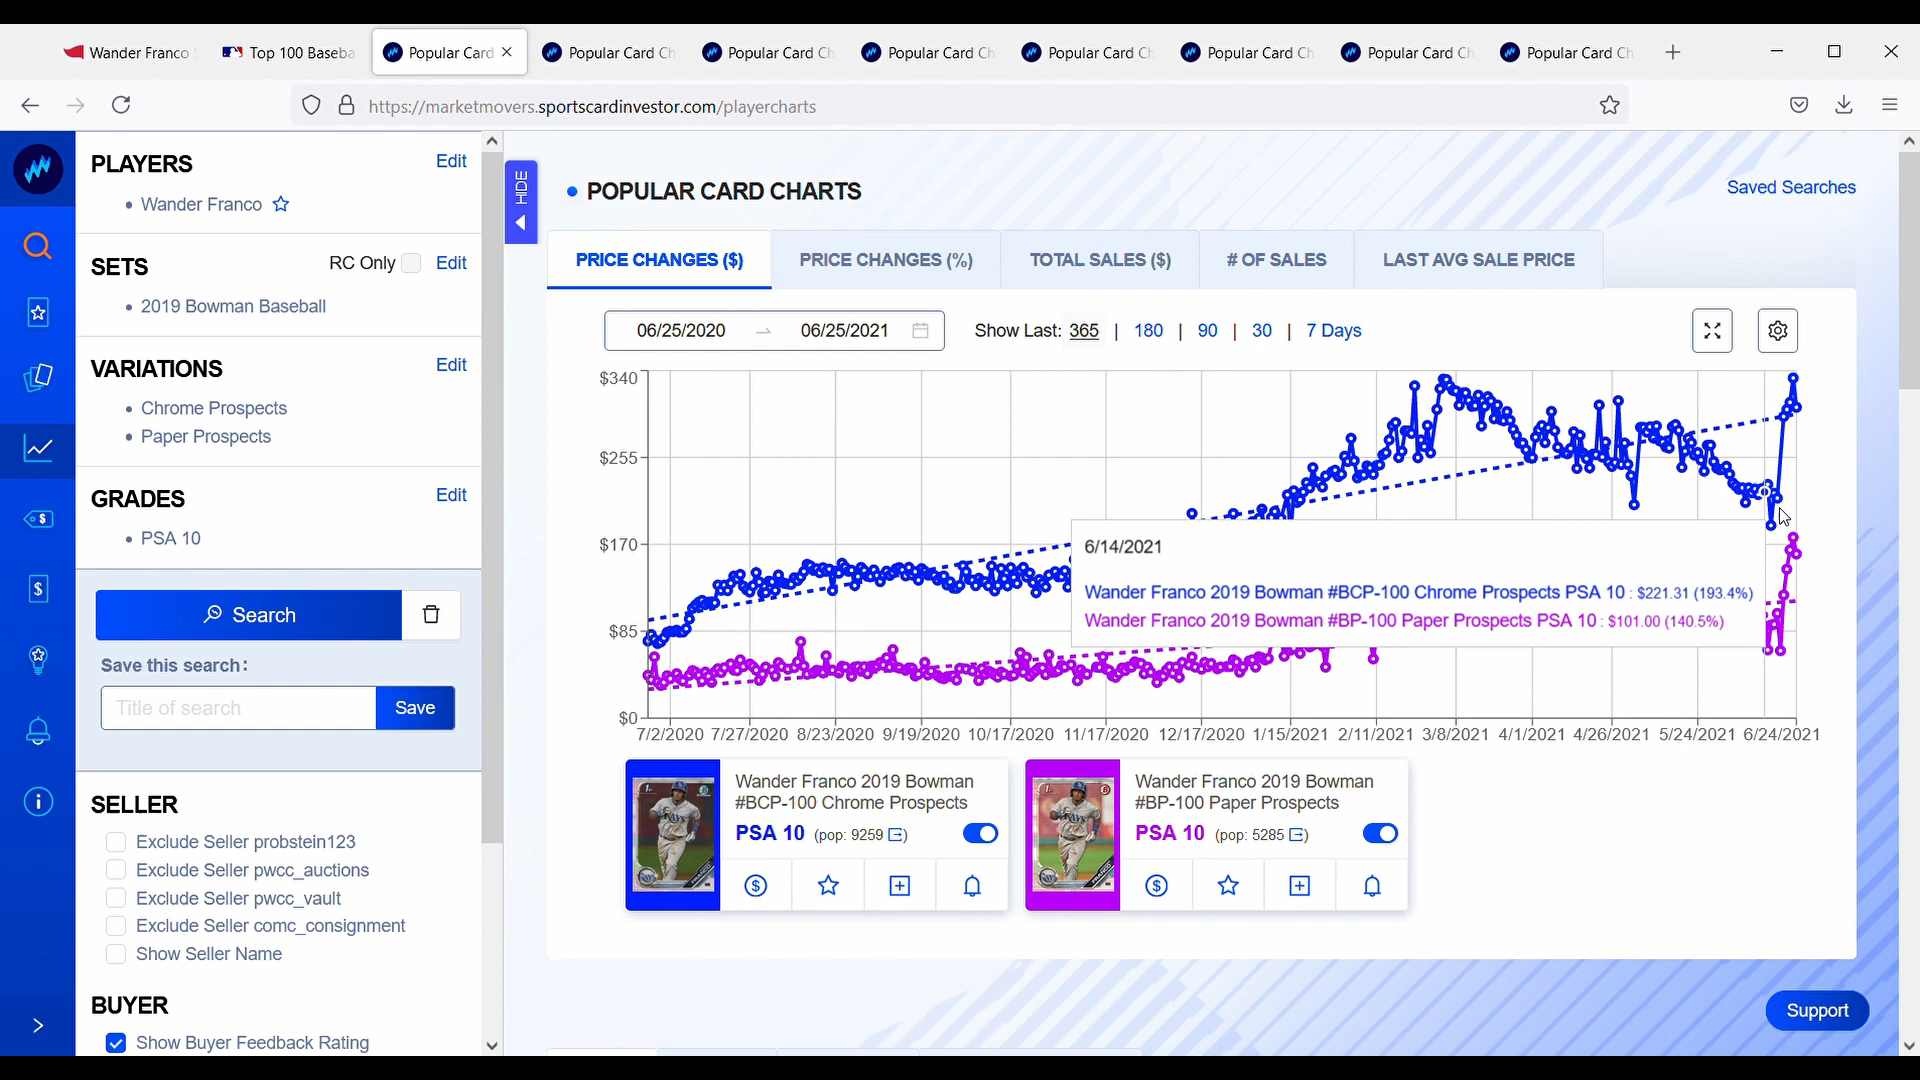 Wander Franco
Top 100 Baseba
Popular Card
Popular Card Ch
Popular Card Ch
Popular Card Ch
Popular Card Ch
Popular Card Ch
Popular Card Ch
Popular Card Ch
https://marketmovers.sportscardinvestor.com/playercharts
PLAYERS
Edit
Wander Franco
SETS
RC Only
Edit
2019 Bowman Baseball
VARIATIONS
Edit
Chrome Prospects
Paper Prospects
GRADES
Edit
PSA 10
Search
Save this search:
Title of search
Save
SELLER
Exclude Seller probstein123
Exclude Seller pwcc_auctions
Exclude Seller pwcc_vault
Exclude Seller comc_consignment
Show Seller Name
BUYER
Show Buyer Feedback Rating
HIDE
POPULAR CARD CHARTS
Saved Searches
PRICE CHANGES ($)
PRICE CHANGES (%)
TOTAL SALES ($)
# OF SALES
LAST AVG SALE PRICE
06/25/2020
06/25/2021
Show Last: 365 | 180 | 90 | 30 | 7 Days
$340
$255
$170
$85
$0
6/14/2021
Wander Franco 2019 Bowman #BCP-100 Chrome Prospects PSA 10 : $221.31 (193.4%)
Wander Franco 2019 Bowman #BP-100 Paper Prospects PSA 10 : $101.00 (140.5%)
7/2/2020 7/27/2020 8/23/2020 9/19/2020 10/17/2020 11/17/2020 12/17/2020 1/15/2021 2/11/2021 3/8/2021 4/1/2021 4/26/2021 5/24/2021 6/24/2021
Wander Franco 2019 Bowman
#BCP-100 Chrome Prospects
PSA 10 (pop: 9259)
Wander Franco 2019 Bowman
#BP-100 Paper Prospects
PSA 10 (pop: 5285)
Support